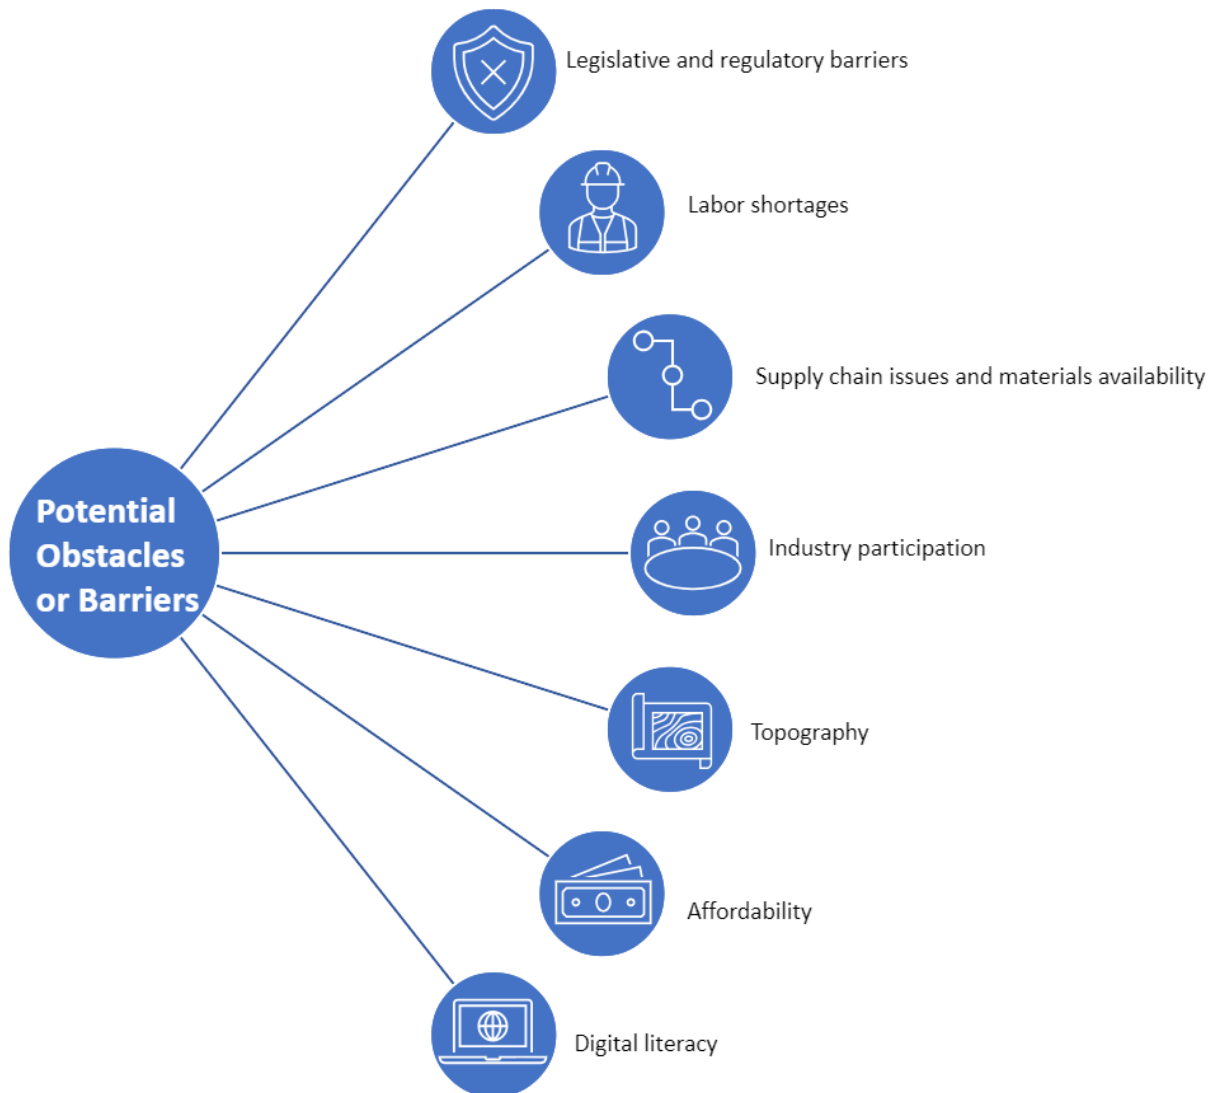 Legislative and regulatory barriers
Labor shortages
Supply chain issues and materials availability
Potential
Obstacles
or Barriers
Industry participation
Topography
Affordability
Digital literacy